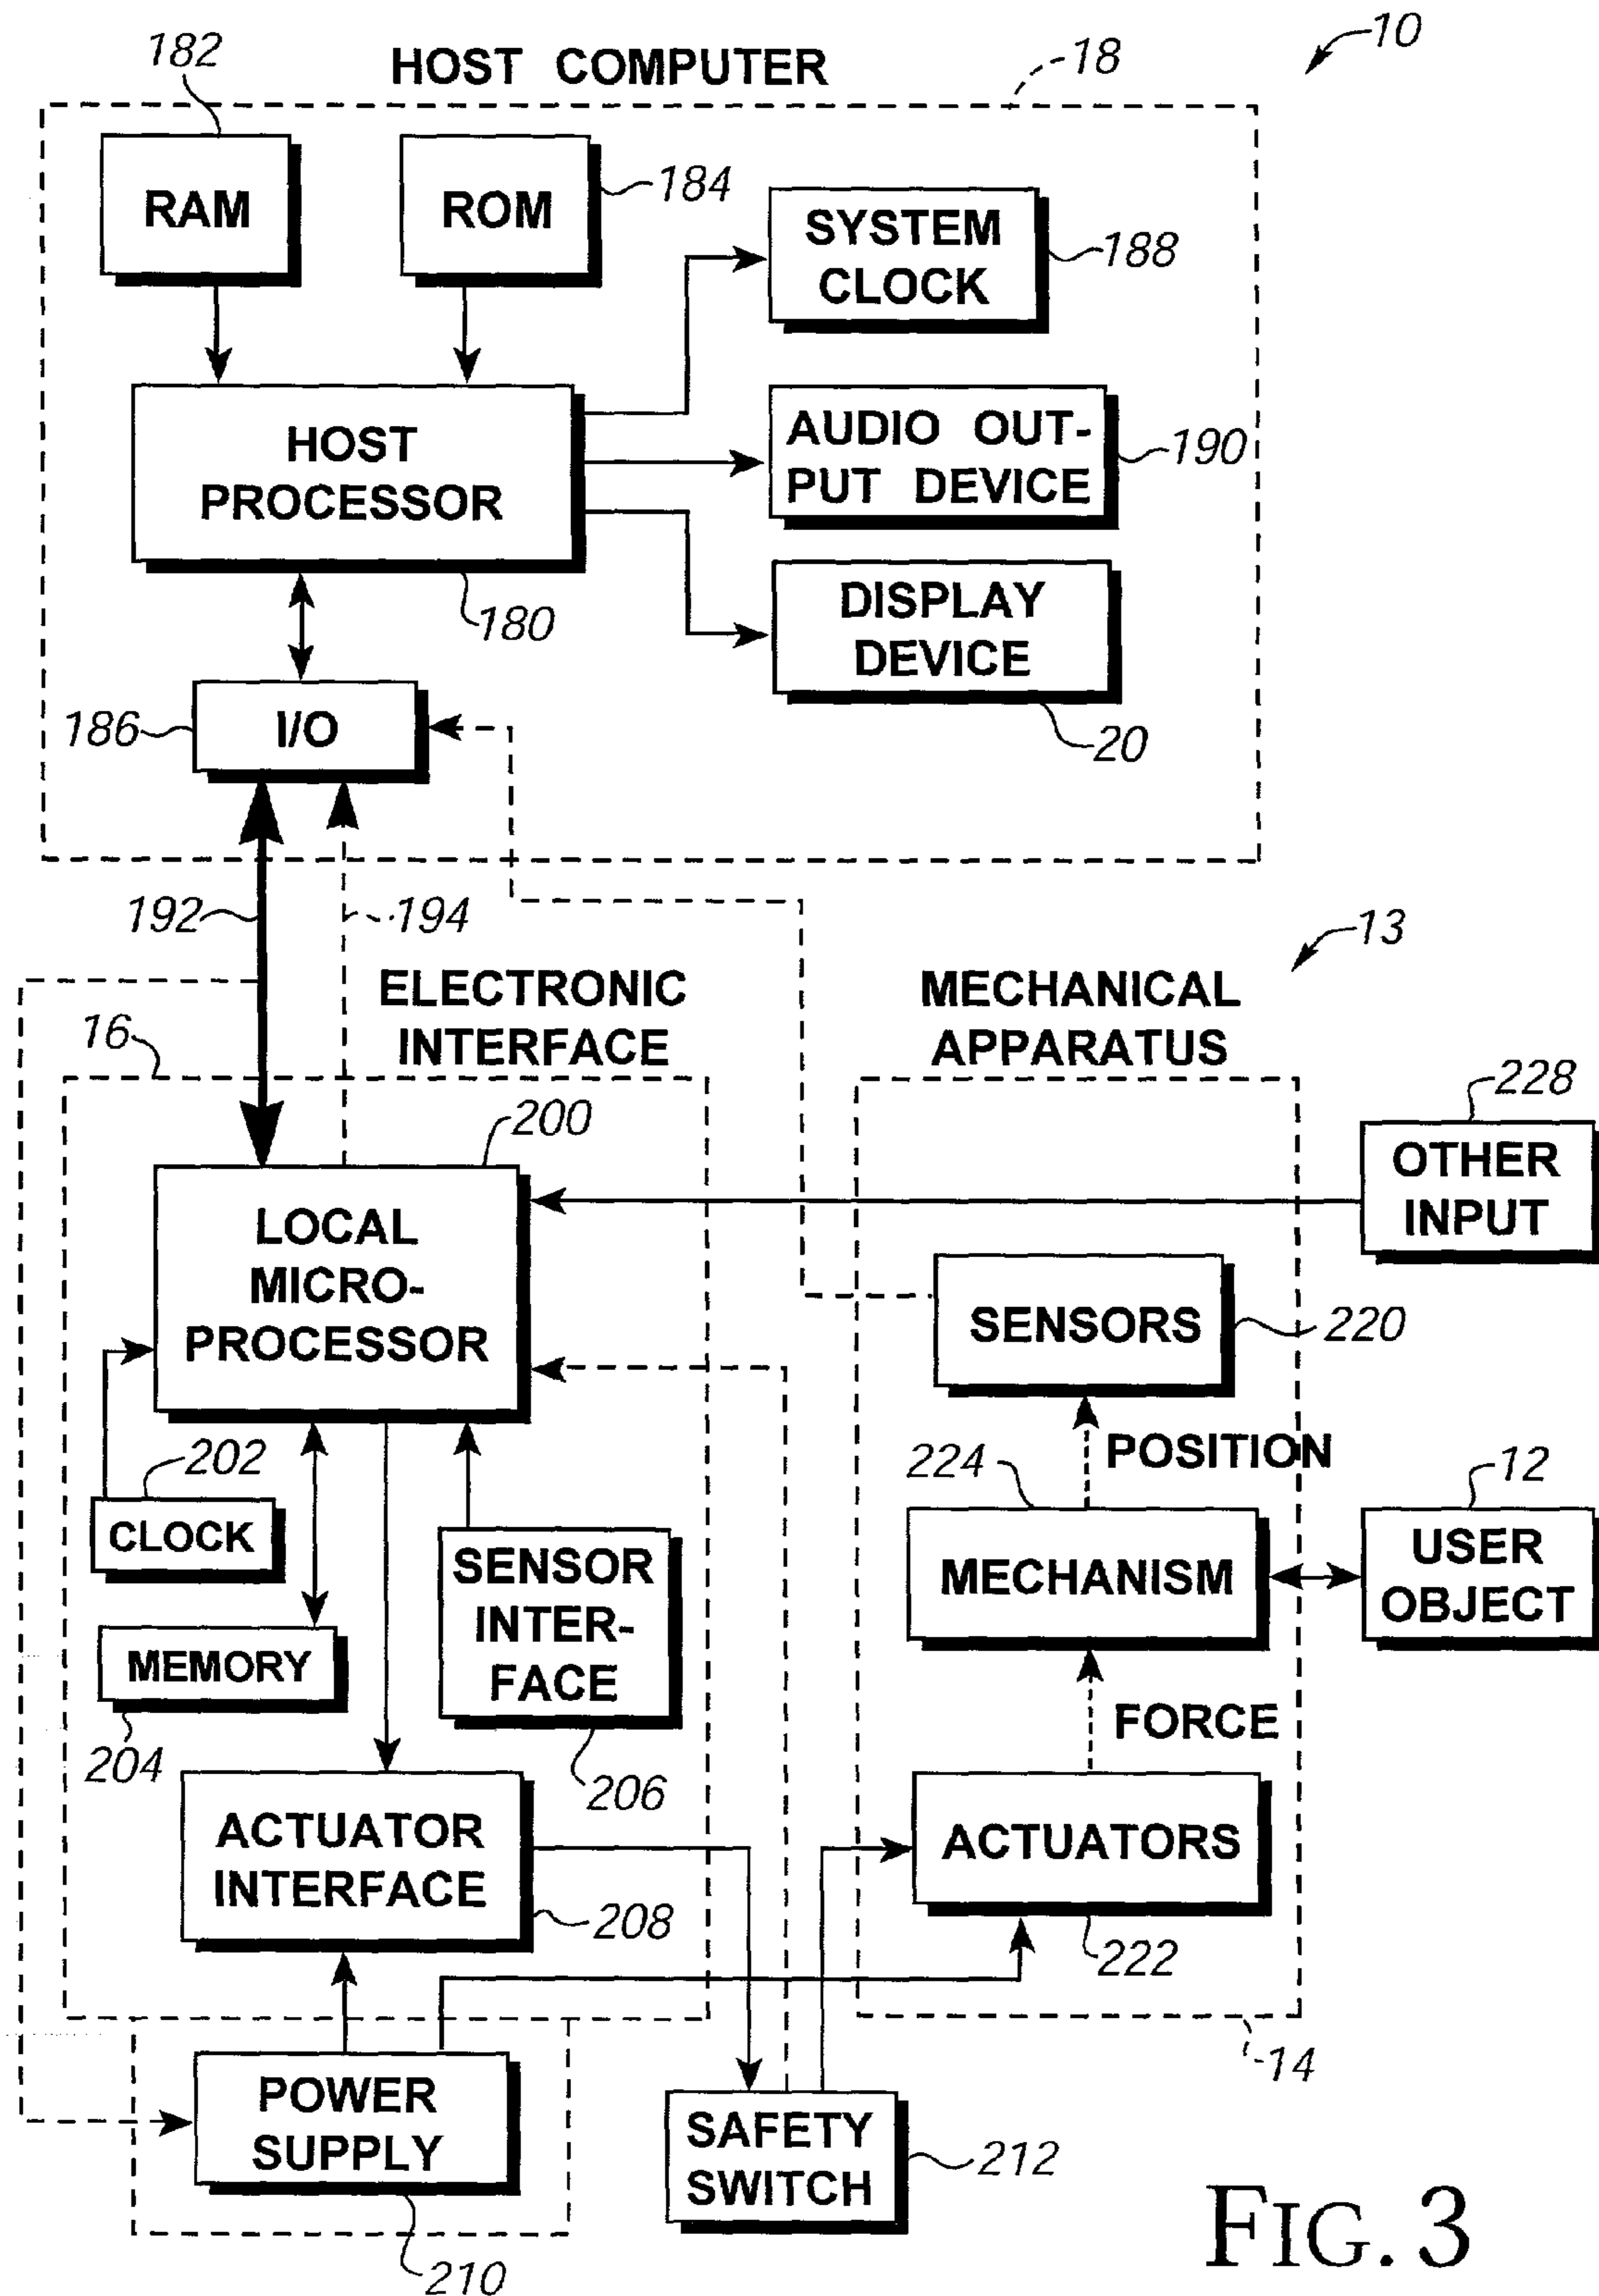 10
18
HOST COMPUTER
182
RAM
ROM
184
SYSTEM
CLOCK
188
HOST
PROCESSOR
180
AUDIO OUT-
PUT DEVICE
190
DISPLAY
DEVICE
20
186
I/O
192
194
13
ELECTRONIC
INTERFACE
MECHANICAL
APPARATUS
16
200
228
OTHER
INPUT
LOCAL
MICRO-
PROCESSOR
SENSORS
220
POSITION
202
CLOCK
224
MECHANISM
12
USER
OBJECT
MEMORY
204
SENSOR
INTER-
FACE
206
FORCE
ACTUATOR
INTERFACE
208
ACTUATORS
222
14
POWER
SUPPLY
210
SAFETY
SWITCH
212
FIG. 3